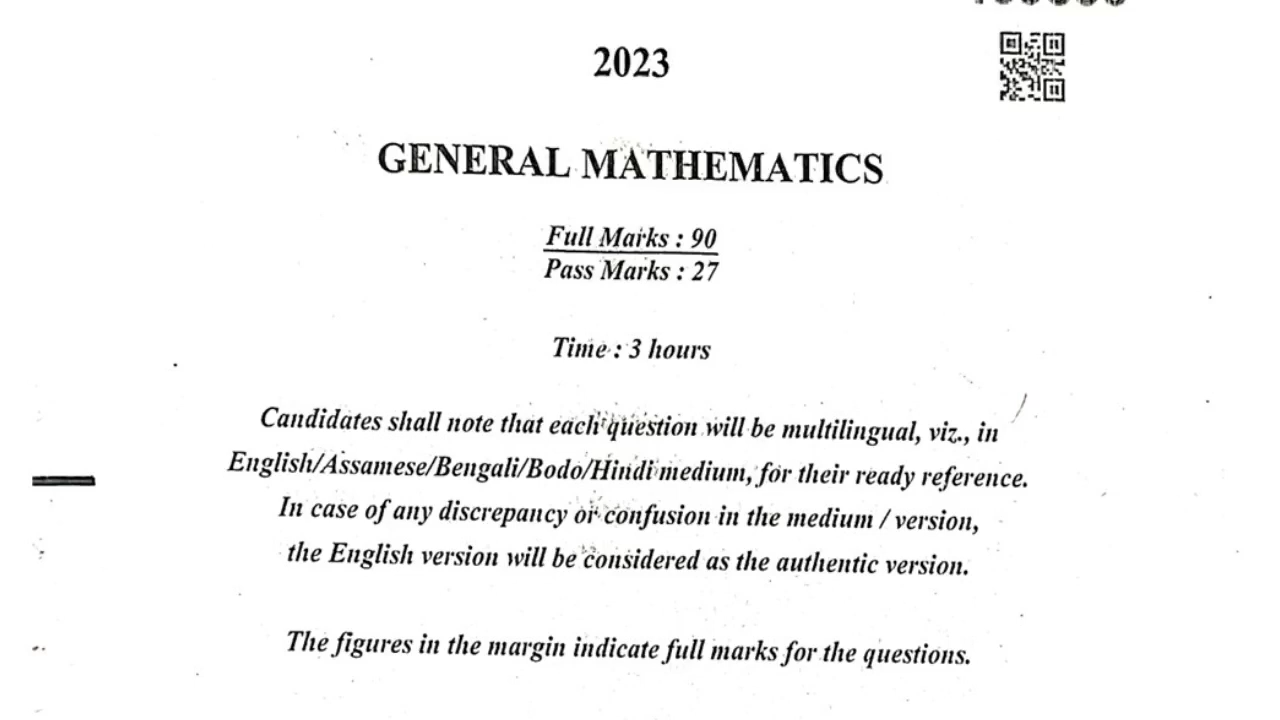 2023
GENERAL MATHEMATICS
Full Marks : 90
Pass Marks : 27
Time : 3 hours
Candidates shall note that each question will be multilingual, viz., in
English/Assamese/Bengali/Bodo/Hindi medium, for their ready reference.
In case of any discrepancy or confusion in the medium / version,
the English version will be considered as the authentic version.
The figures in the margin indicate full marks for the questions.